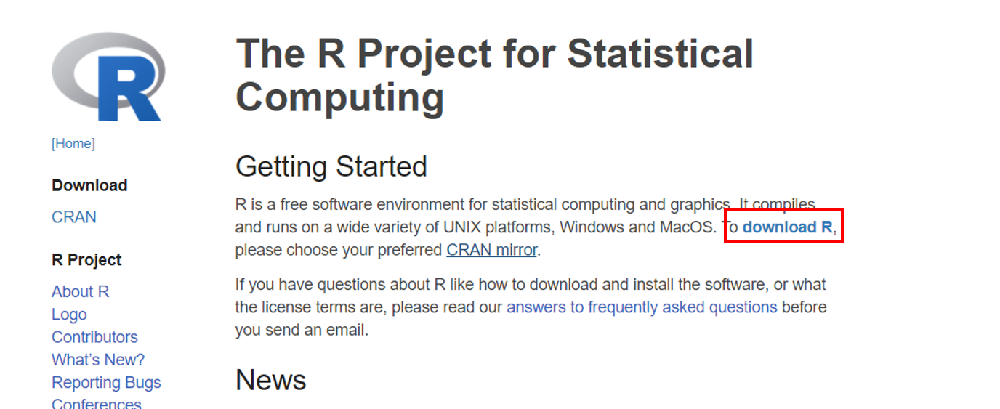 R
[Home]
Download
CRAN
R Project
About R
Logo
Contributors
What's New?
Reporting Bugs
Conferences
The R Project for Statistical
Computing
Getting Started
R is a free software environment for statistical computing and graphics. It compiles
and runs on a wide variety of UNIX platforms, Windows and MacOS. To download R,
please choose your preferred CRAN mirror.
If you have questions about R like how to download and install the software, or what
the license terms are, please read our answers to frequently asked questions before
you send an email.
News